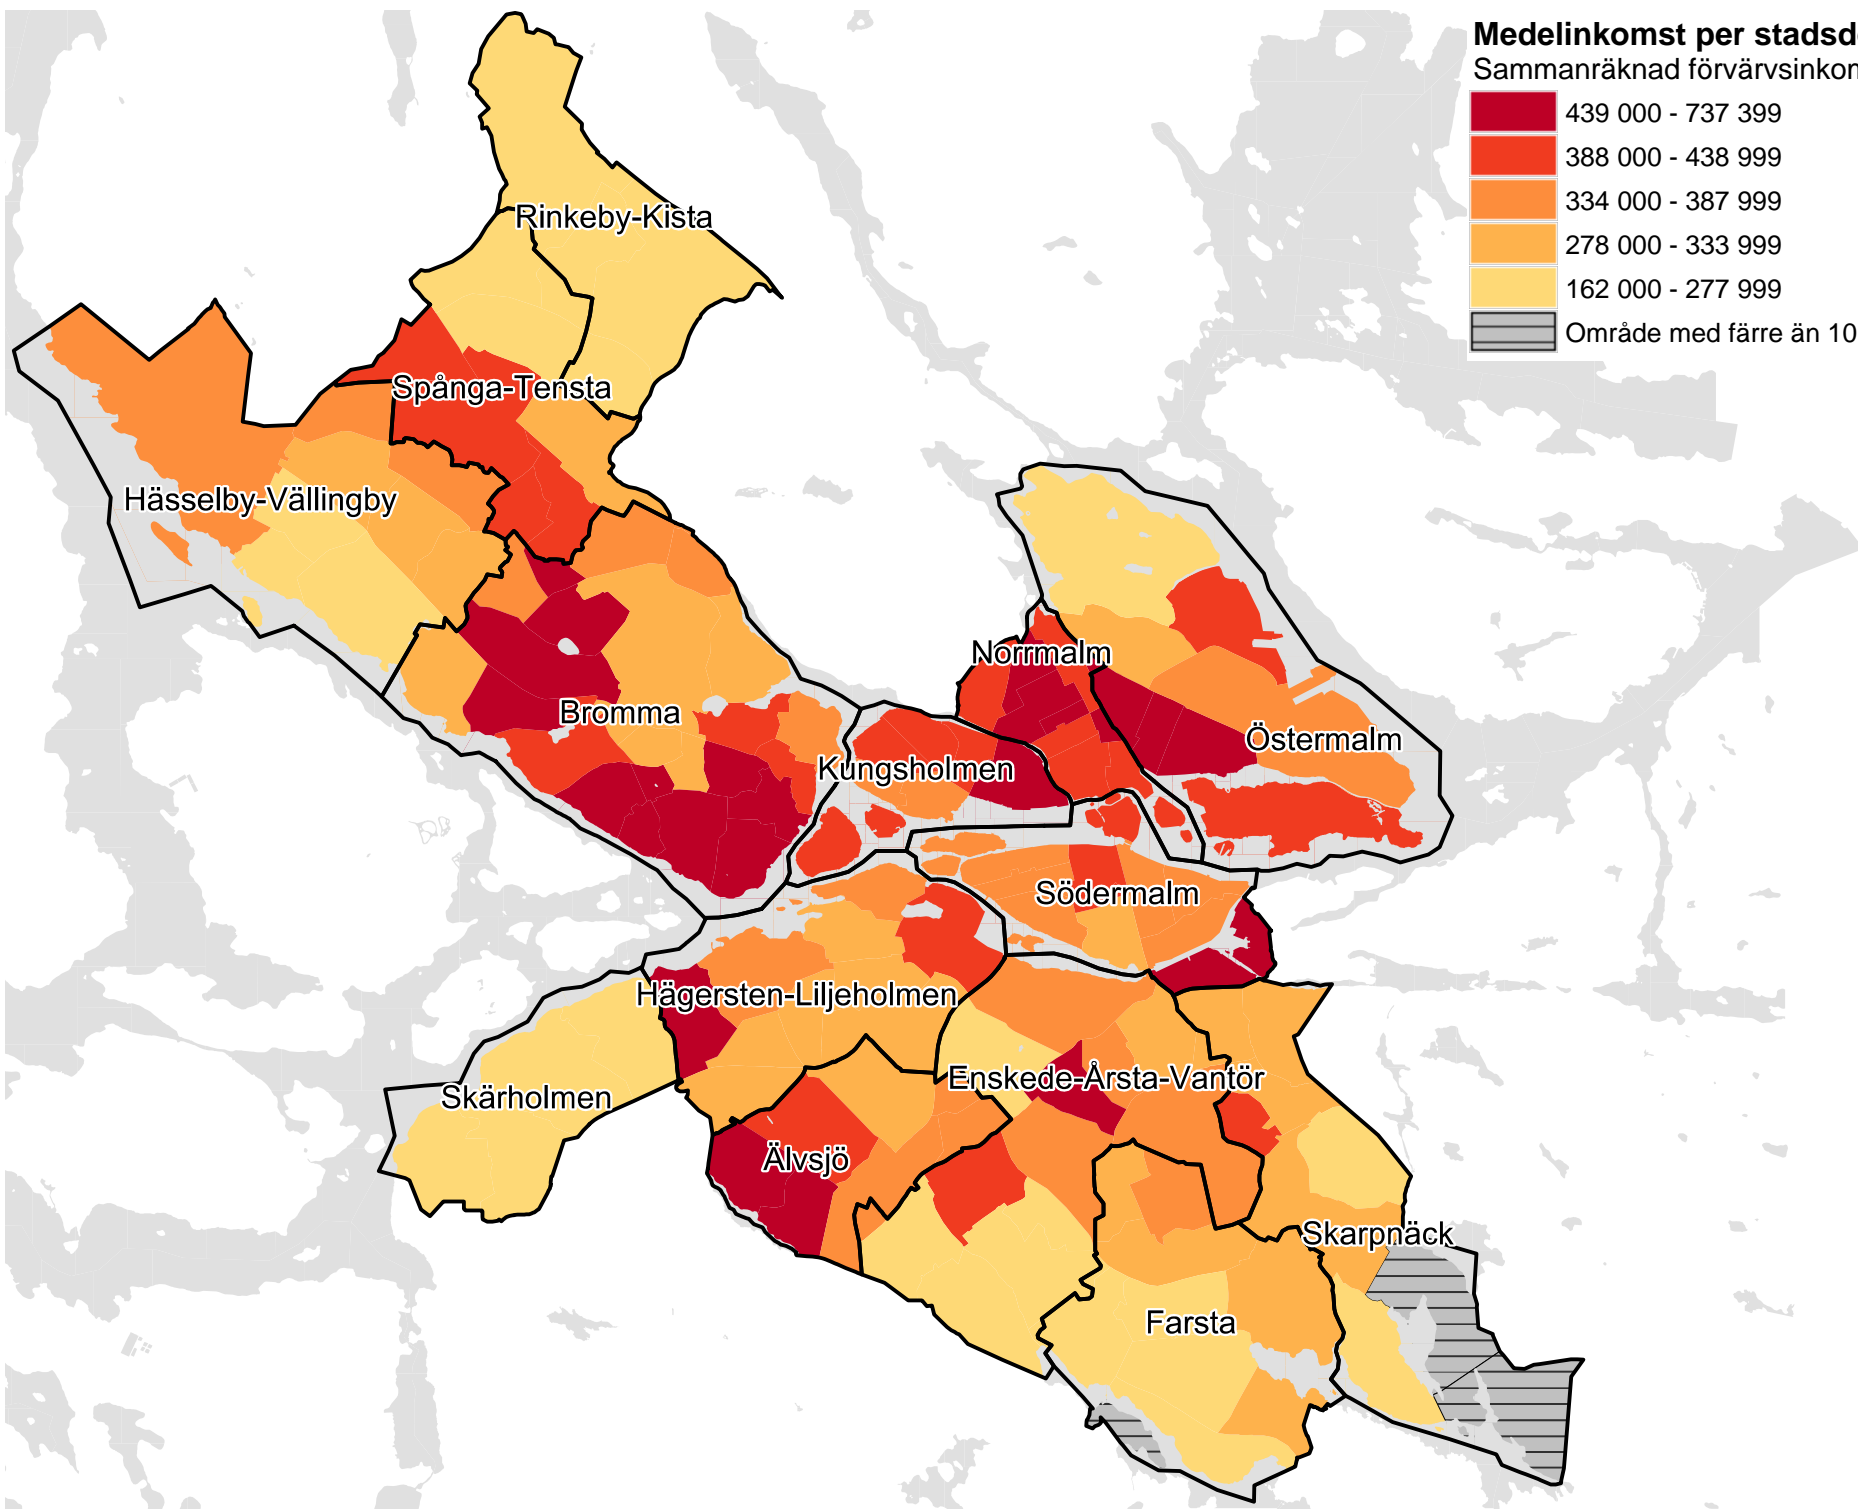 Medelinkomst per stadsd
Sammanräknad förvärvsinkon
439 000 - 737 399
388 000 - 438 999
334 000 - 387 999
278 000 - 333 999
162 000 - 277 999
Område med färre än 10
Rinkeby-Kista
Spånga-Tensta
Hässelby-Vällingby
Norrmalm
Bromma
Östermalm
Kungsholmen
Södermalm
Hägersten-Liljeholmen
Enskede-Årsta-Vantör
Skärholmen
Älvsjö
Skarpnäck
Farsta